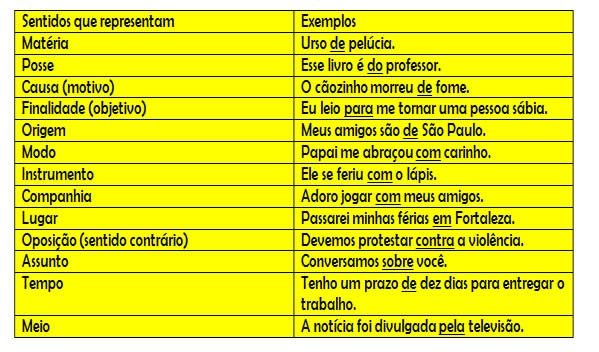 Sentidos que representam Exemplos
Matéria Urso de pelúcia.
Posse Esse livro é do professor.
Causa (motivo) O cãozinho morreu de fome.
Finalidade (objetivo) Eu leio para me tornar uma pessoa sábia.
Origem Meus amigos são de São Paulo.
Modo Papai me abraçou com carinho.
Instrumento Ele se feriu com o lápis.
Companhia Adoro jogar com meus amigos.
Lugar Passarei minhas férias em Fortaleza.
Oposição (sentido contrário) Devemos protestar contra a violência.
Assunto Conversamos sobre você.
Tempo Tenho um prazo de dez dias para entregar o
trabalho.
Meio A notícia foi divulgada pela televisão.